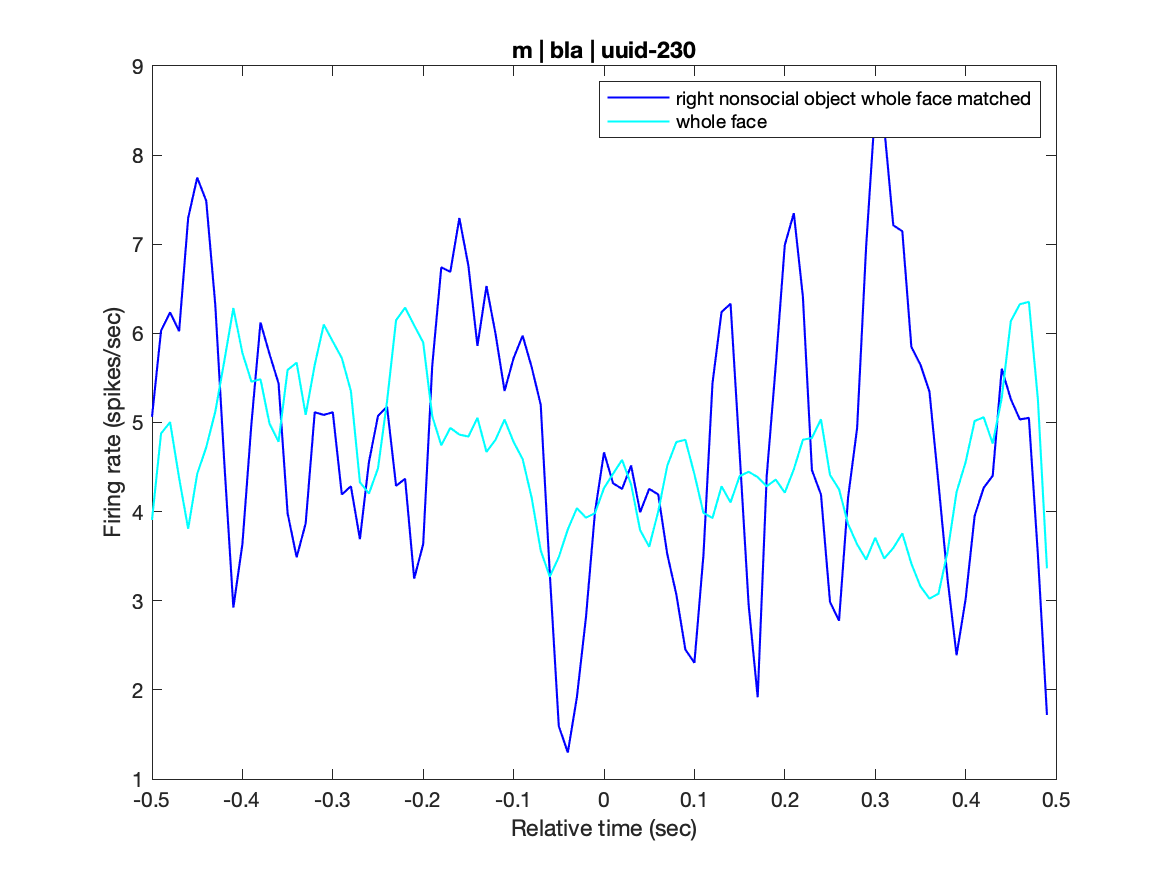 m | bla | uuid-230
right nonsocial object whole face matched
whole face
Firing rate (spikes/sec)
9
8
7
6
5
4
3
2
1
-0.5 -0.4 -0.3 -0.2 -0.1 0 0.1 0.2 0.3 0.4 0.5
Relative time (sec)